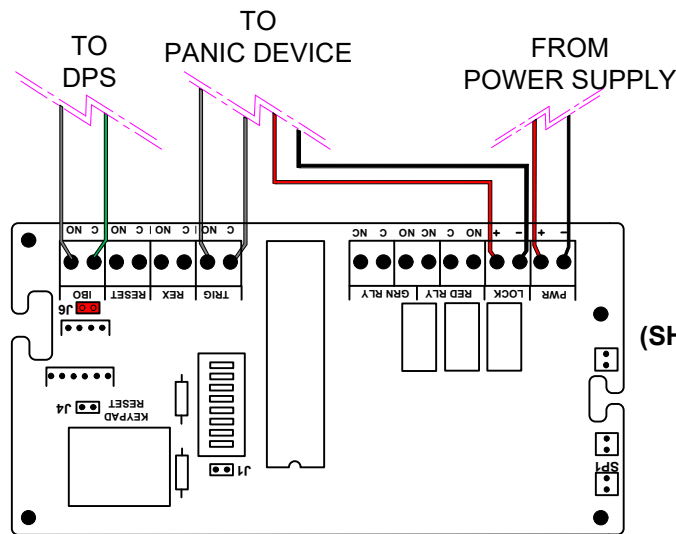 TO
DPS
TO
PANIC DEVICE
FROM
POWER SUPPLY
NO C NO C NO C NO C
NC C NO NC C NO + − + −
IBO RESET REX TRIG
GRN RLY RED RLY LOCK PWR
J6
(SH
J4
KEYPAD
RESET
J1
SP1